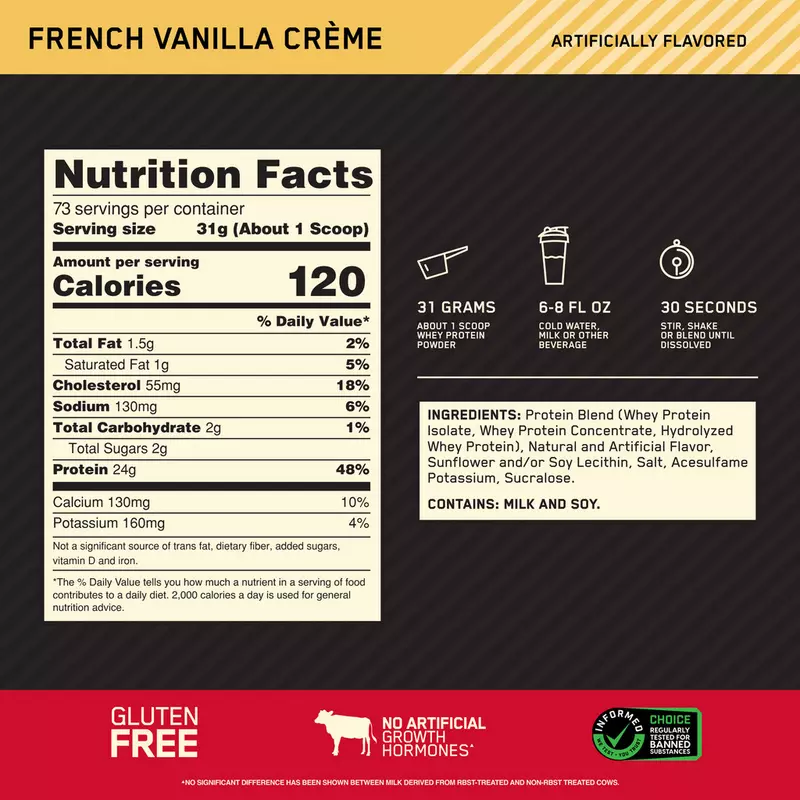 FRENCH VANILLA CRÈME
ARTIFICIALLY FLAVORED
Nutrition Facts
73 servings per container
Serving size 31g (About 1 Scoop)
Amount per serving
Calories 120
% Daily Value*
Total Fat 1.5g 2%
Saturated Fat 1g 5%
Cholesterol 55mg 18%
Sodium 130mg 6%
Total Carbohydrate 2g 1%
Total Sugars 2g
Protein 24g 48%
Calcium 130mg 10%
Potassium 160mg 4%
Not a significant source of trans fat, dietary fiber, added sugars,
vitamin D and iron.
*The % Daily Value tells you how much a nutrient in a serving of food
contributes to a daily diet. 2,000 calories a day is used for general
nutrition advice.
31 GRAMS
ABOUT 1 SCOOP
WHEY PROTEIN
POWDER
6-8 FL OZ
COLD WATER,
MILK OR OTHER
BEVERAGE
30 SECONDS
STIR, SHAKE
OR BLEND UNTIL
DISSOLVED
INGREDIENTS: Protein Blend (Whey Protein
Isolate, Whey Protein Concentrate, Hydrolyzed
Whey Protein), Natural and Artificial Flavor,
Sunflower and/or Soy Lecithin, Salt, Acesulfame
Potassium, Sucralose.
CONTAINS: MILK AND SOY.
GLUTEN
FREE
NO ARTIFICIAL
GROWTH
HORMONES^
INFORMED
WE TEST • YOU TRUST
CHOICE
REGULARLY
TESTED FOR
BANNED
SUBSTANCES
^NO SIGNIFICANT DIFFERENCE HAS BEEN SHOWN BETWEEN MILK DERIVED FROM RBST-TREATED AND NON-RBST TREATED COWS.